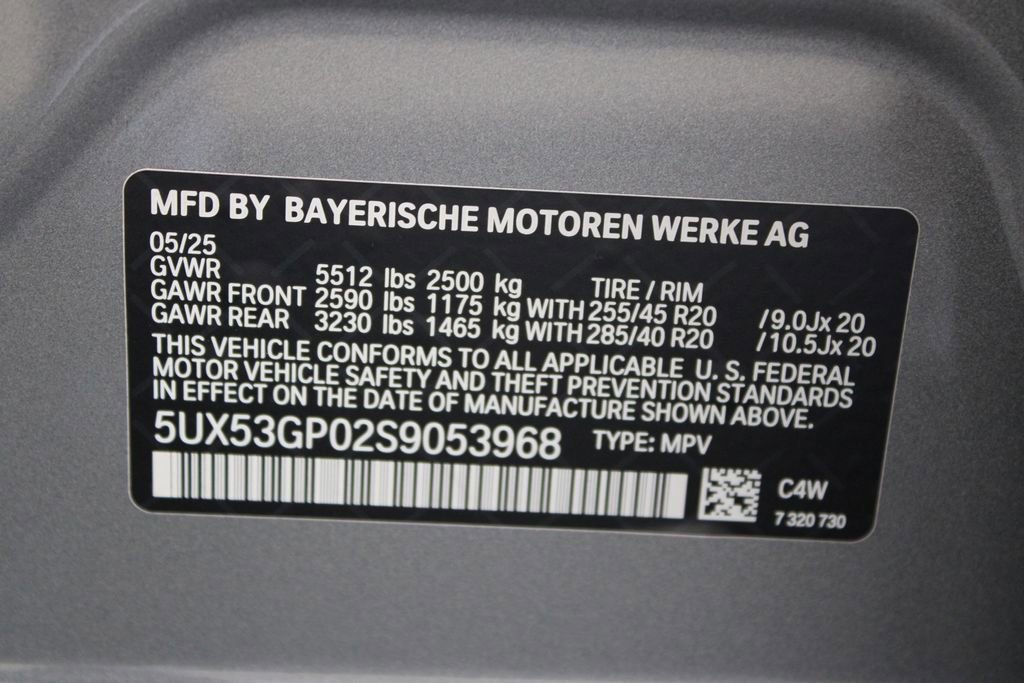 MFD BY BAYERISCHE MOTOREN WERKE AG
05/25
GVWR 5512 lbs 2500 kg TIRE / RIM
GAWR FRONT 2590 lbs 1175 kg WITH 255/45 R20 /9.0Jx 20
GAWR REAR 3230 lbs 1465 kg WITH 285/40 R20 /10.5Jx 20
THIS VEHICLE CONFORMS TO ALL APPLICABLE U. S. FEDERAL
MOTOR VEHICLE SAFETY AND THEFT PREVENTION STANDARDS
IN EFFECT ON THE DATE OF MANUFACTURE SHOWN ABOVE.
5UX53GP02S9053968 TYPE: MPV
C4W
7 320 730